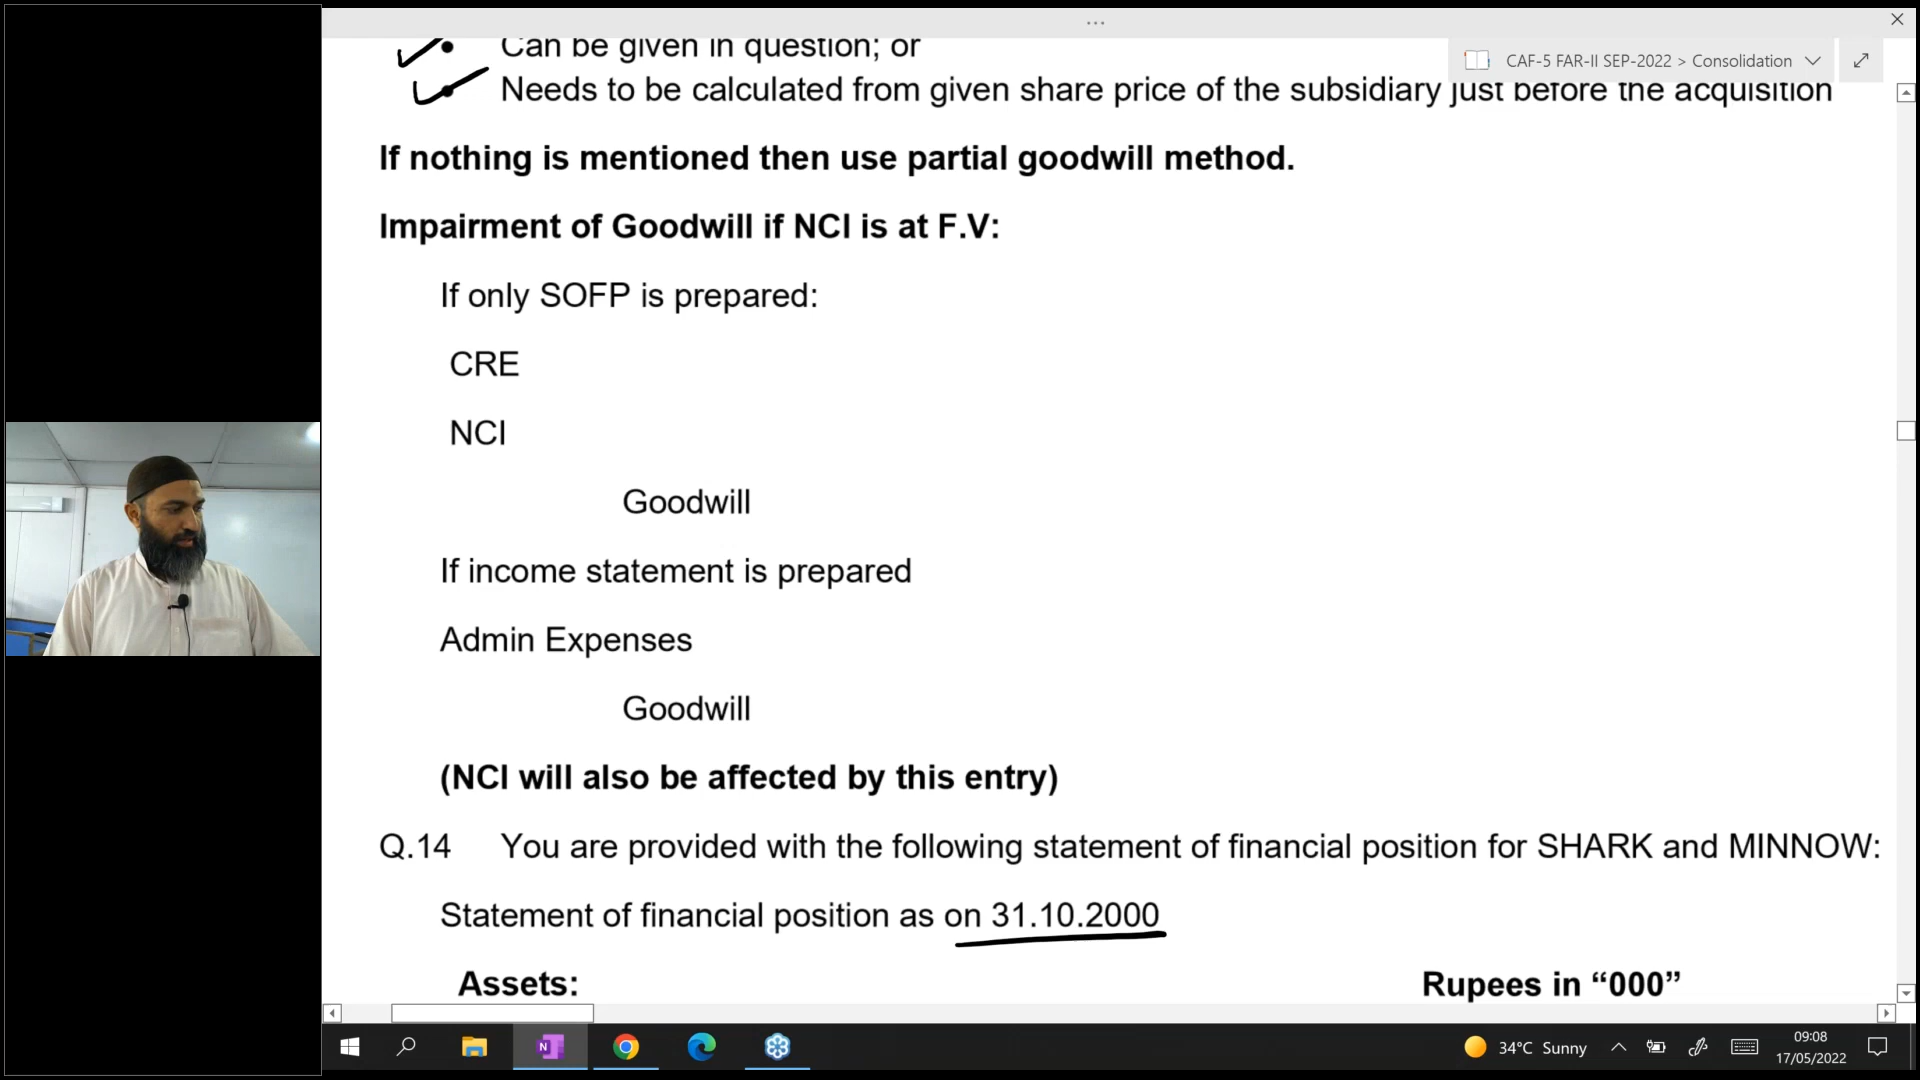 Can be given in question; or
CAF-5 FAR-II SEP-2022 > Consolidation
Needs to be calculated from given share price of the subsidiary just before the acquisition
If nothing is mentioned then use partial goodwill method.
Impairment of Goodwill if NCI is at F.V:
If only SOFP is prepared:
CRE
NCI
Goodwill
If income statement is prepared
Admin Expenses
Goodwill
(NCI will also be affected by this entry)
Q.14 You are provided with the following statement of financial position for SHARK and MINNOW:
Statement of financial position as on 31.10.2000
Assets: Rupees in “000”
34°C Sunny
09:08
17/05/2022